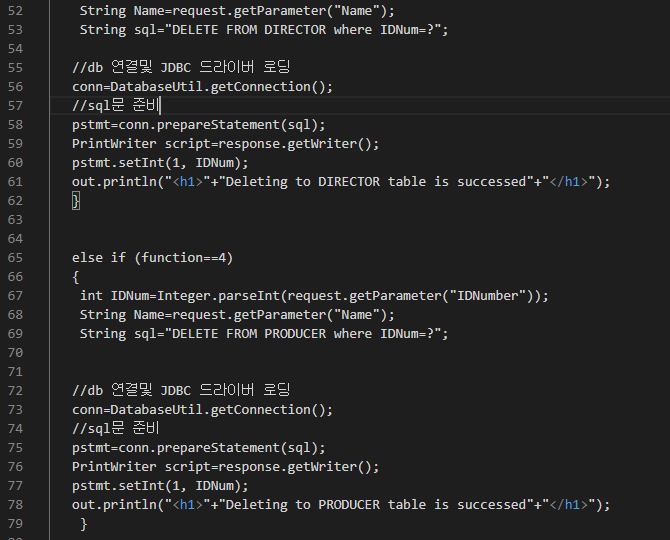 52 String Name=request.getParameter("Name");
53 String sql="DELETE FROM DIRECTOR where IDNum=?";
54
55 //db 연결및 JDBC 드라이버 로딩
56 conn=DatabaseUtil.getConnection();
57 //sql문 준비
58 pstmt=conn.prepareStatement(sql);
59 PrintWriter script=response.getWriter();
60 pstmt.setInt(1, IDNum);
61 out.println("<h1>"+"Deleting to DIRECTOR table is successed"+"</h1>");
62 }
63
64
65 else if (function==4)
66 {
67 int IDNum=Integer.parseInt(request.getParameter("IDNumber"));
68 String Name=request.getParameter("Name");
69 String sql="DELETE FROM PRODUCER where IDNum=?";
70
71
72 //db 연결및 JDBC 드라이버 로딩
73 conn=DatabaseUtil.getConnection();
74 //sql문 준비
75 pstmt=conn.prepareStatement(sql);
76 PrintWriter script=response.getWriter();
77 pstmt.setInt(1, IDNum);
78 out.println("<h1>"+"Deleting to PRODUCER table is successed"+"</h1>");
79 }